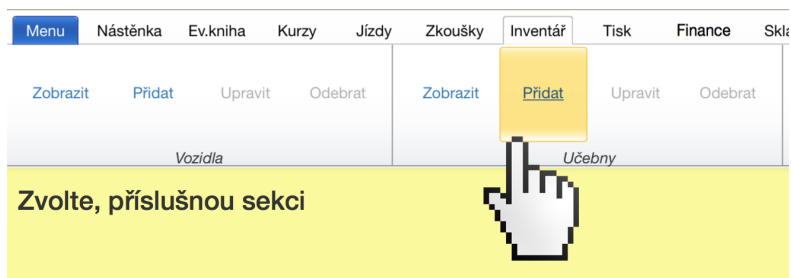 Menu Nástěnka Ev.kniha Kurzy Jízdy Zkoušky Inventář Tisk Finance
Zobrazit Přidat Upravit Odebrat Zobrazit Přidat Upravit Odebrat
Vozidla Učebny
Zvolte, příslušnou sekci